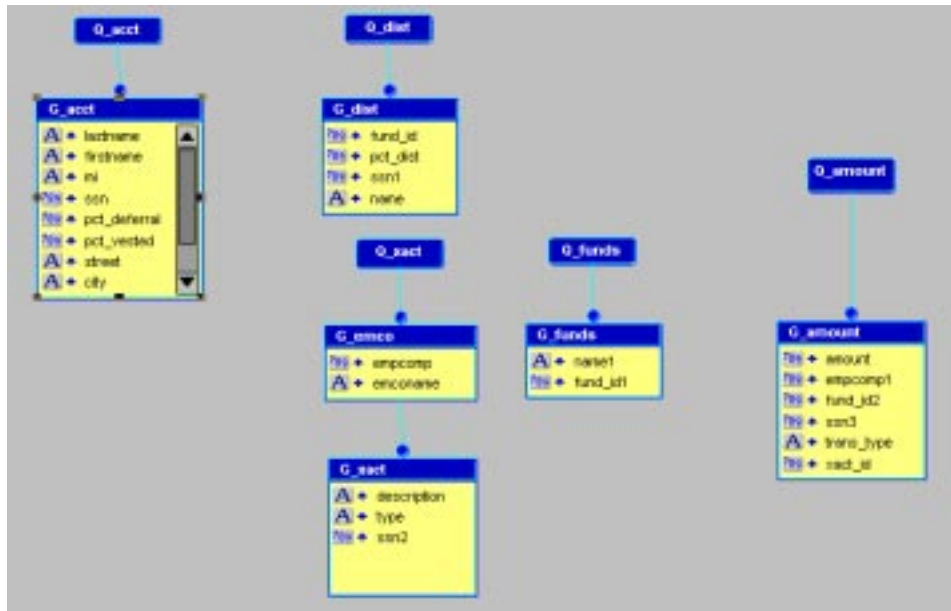 Q_acct
G_acct
lastname
firstname
mi
ssn
pct_deferral
pct_vested
street
city
Q_dist
G_dist
fund_id
pct_dist
ssn1
name
Q_xact
G_emco
empcomp
emconame
G_xact
description
type
ssn2
Q_funds
G_funds
name1
fund_id1
Q_amount
G_amount
amount
empcomp1
fund_id2
ssn3
trans_type
xact_id